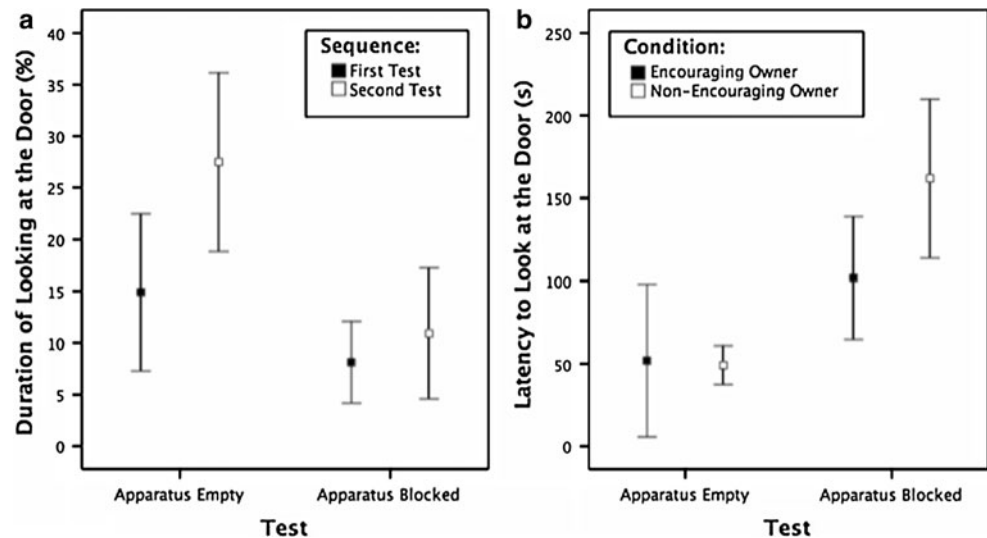 a
Duration of Looking at the Door (%)
40
35
30
25
20
15
10
5
0
Sequence:
First Test
Second Test
Apparatus Empty
Apparatus Blocked
Test
b
Latency to Look at the Door (s)
250
200
150
100
50
0
Condition:
Encouraging Owner
Non-Encouraging Owner
Apparatus Empty
Apparatus Blocked
Test